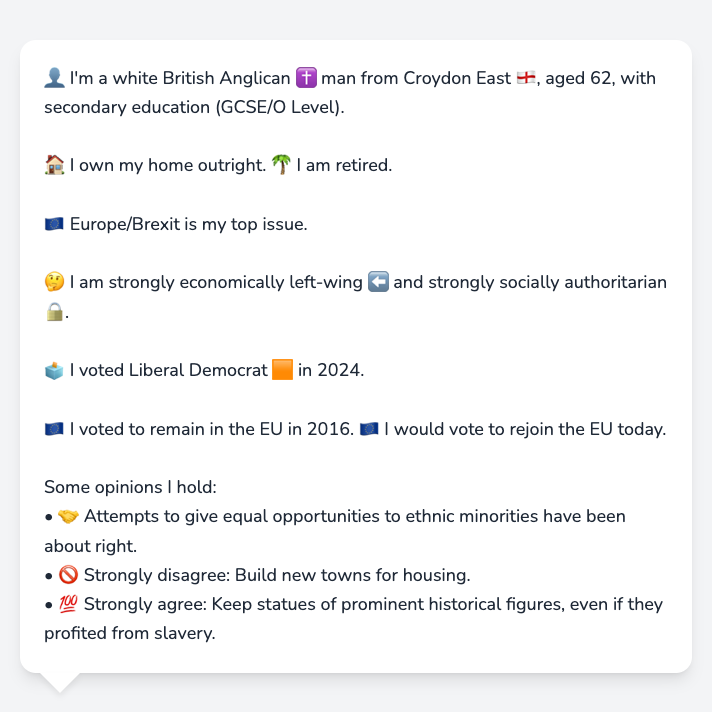 👤 I'm a white British Anglican ✝️ man from Croydon East 🏴󠁧󠁢󠁥󠁮󠁧󠁿, aged 62, with
secondary education (GCSE/O Level).
🏠 I own my home outright. 🌴 I am retired.
🇪🇺 Europe/Brexit is my top issue.
🤔 I am strongly economically left-wing ⬅️ and strongly socially authoritarian
🔒.
🗳️ I voted Liberal Democrat 🟧 in 2024.
🇪🇺 I voted to remain in the EU in 2016. 🇪🇺 I would vote to rejoin the EU today.
Some opinions I hold:
• 🤝 Attempts to give equal opportunities to ethnic minorities have been
about right.
• 🚫 Strongly disagree: Build new towns for housing.
• 💯 Strongly agree: Keep statues of prominent historical figures, even if they
profited from slavery.